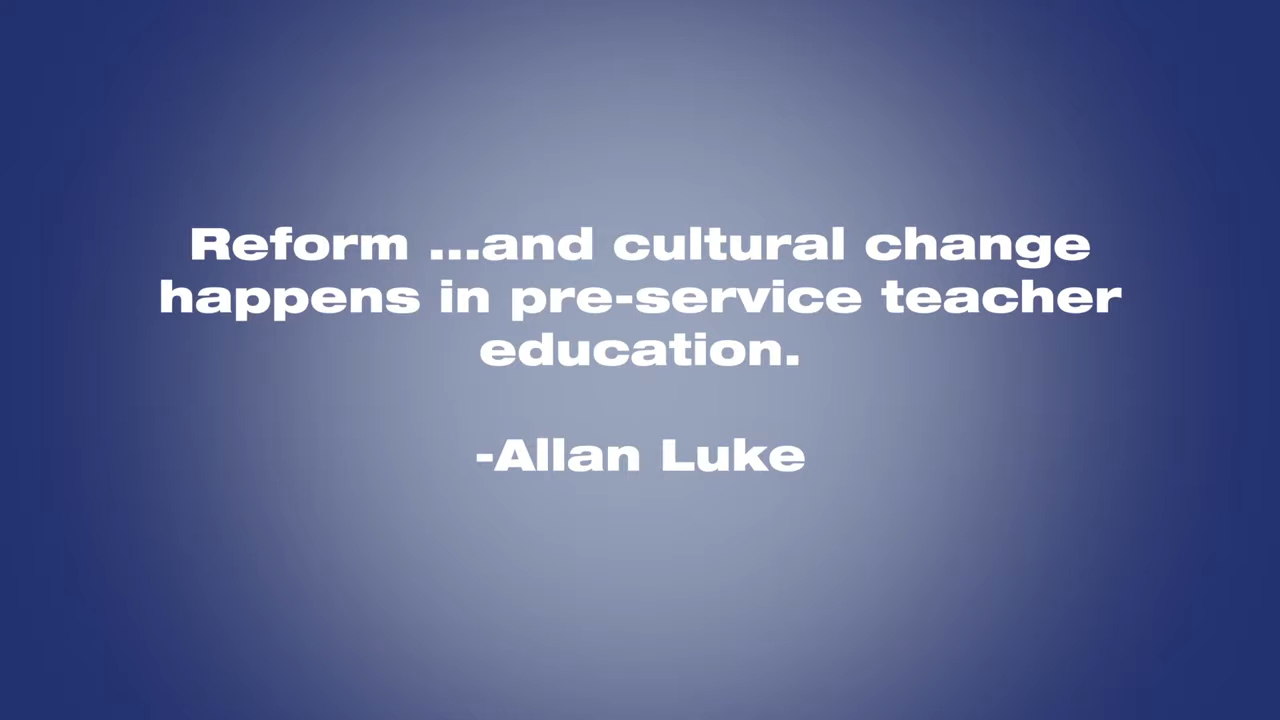 Reform ...and cultural change
happens in pre-service teacher
education.
-Allan Luke